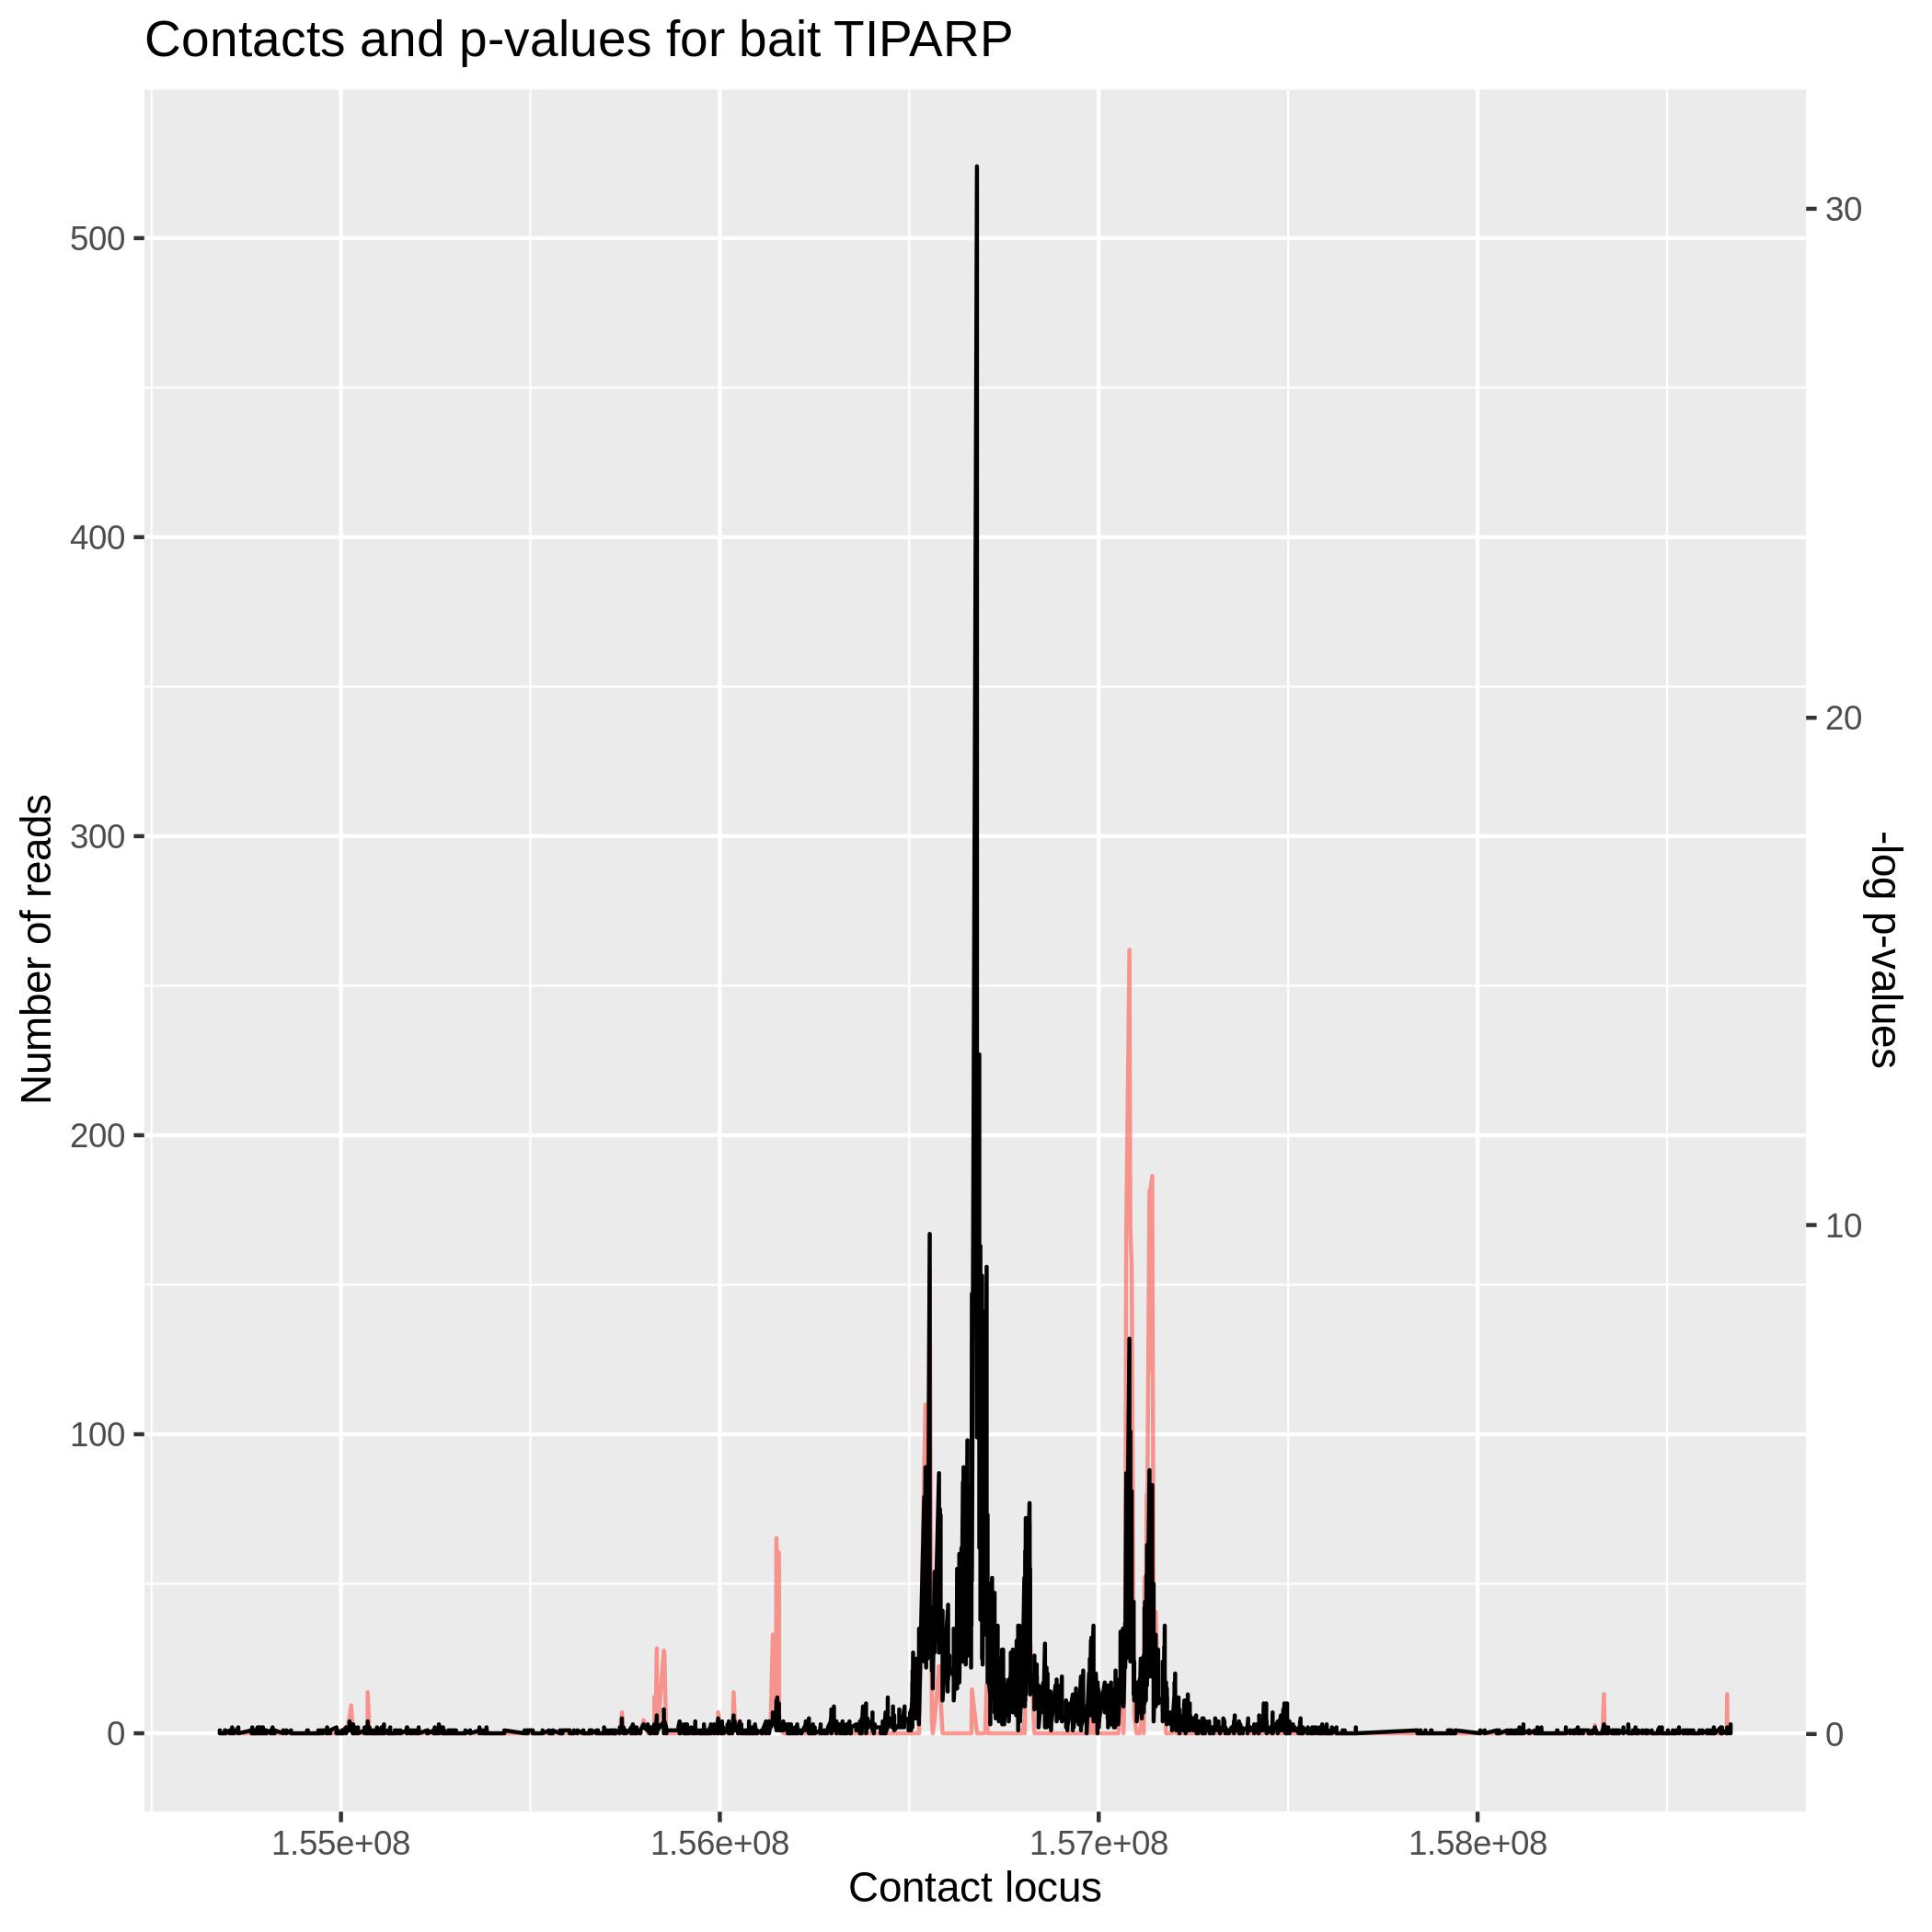 Contacts and p-values for bait TIPARP
Number of reads
500
400
300
200
100
0
30
20
10
0
-log p-values
1.55e+08
1.56e+08
1.57e+08
1.58e+08
Contact locus